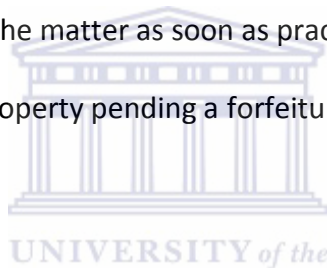 he matter as soon as prac
operty pending a forfeitu
UNIVERSITY of the